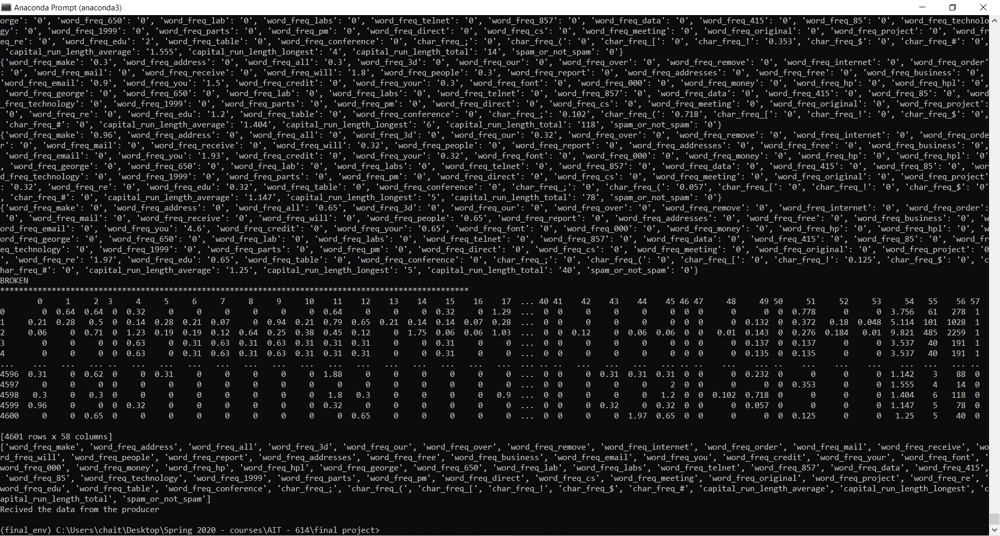 Anaconda Prompt (anaconda3)
orge': '0', 'word_freq_650': '0', 'word_freq_lab': '0', 'word_freq_labs': '0', 'word_freq_telnet': '0', 'word_freq_857': '0', 'word_freq_data': '0', 'word_freq_415': '0', 'word_freq_85': '0', 'word_freq_technolo
gy': '0', 'word_freq_1999': '0', 'word_freq_parts': '0', 'word_freq_pm': '0', 'word_freq_direct': '0', 'word_freq_cs': '0', 'word_freq_meeting': '0', 'word_freq_original': '0', 'word_freq_project': '0', 'word_fr
eq_re': '0', 'word_freq_edu': '2', 'word_freq_table': '0', 'word_freq_conference': '0', 'char_freq_;': '0', 'char_freq_(': '0', 'char_freq_[': '0', 'char_freq_!': '0.353', 'char_freq_$': '0', 'char_freq_#': '0',
 'capital_run_length_average': '1.555', 'capital_run_length_longest': '4', 'capital_run_length_total': '14', 'spam_or_not_spam': '0'}
{'word_freq_make': '0.3', 'word_freq_address': '0', 'word_freq_all': '0.3', 'word_freq_3d': '0', 'word_freq_our': '0', 'word_freq_over': '0', 'word_freq_remove': '0', 'word_freq_internet': '0', 'word_freq_order'
: '0', 'word_freq_mail': '0', 'word_freq_receive': '0', 'word_freq_will': '1.8', 'word_freq_people': '0.3', 'word_freq_report': '0', 'word_freq_addresses': '0', 'word_freq_free': '0', 'word_freq_business': '0',
'word_freq_email': '0.9', 'word_freq_you': '1.5', 'word_freq_credit': '0', 'word_freq_your': '0.3', 'word_freq_font': '0', 'word_freq_000': '0', 'word_freq_money': '0', 'word_freq_hp': '0', 'word_freq_hpl': '0',
 'word_freq_george': '0', 'word_freq_650': '0', 'word_freq_lab': '0', 'word_freq_labs': '0', 'word_freq_telnet': '0', 'word_freq_857': '0', 'word_freq_data': '0', 'word_freq_415': '0', 'word_freq_85': '0', 'word
_freq_technology': '0', 'word_freq_1999': '0', 'word_freq_parts': '0', 'word_freq_pm': '0', 'word_freq_direct': '0', 'word_freq_cs': '0', 'word_freq_meeting': '0', 'word_freq_original': '0', 'word_freq_project':
 '0', 'word_freq_re': '0', 'word_freq_edu': '1.2', 'word_freq_table': '0', 'word_freq_conference': '0', 'char_freq_;': '0.102', 'char_freq_(': '0.718', 'char_freq_[': '0', 'char_freq_!': '0', 'char_freq_$': '0',
 'char_freq_#': '0', 'capital_run_length_average': '1.404', 'capital_run_length_longest': '6', 'capital_run_length_total': '118', 'spam_or_not_spam': '0'}
{'word_freq_make': '0.96', 'word_freq_address': '0', 'word_freq_all': '0', 'word_freq_3d': '0', 'word_freq_our': '0.32', 'word_freq_over': '0', 'word_freq_remove': '0', 'word_freq_internet': '0', 'word_freq_orde
r': '0', 'word_freq_mail': '0', 'word_freq_receive': '0', 'word_freq_will': '0.32', 'word_freq_people': '0', 'word_freq_report': '0', 'word_freq_addresses': '0', 'word_freq_free': '0', 'word_freq_business': '0',
 'word_freq_email': '0', 'word_freq_you': '1.93', 'word_freq_credit': '0', 'word_freq_your': '0.32', 'word_freq_font': '0', 'word_freq_000': '0', 'word_freq_money': '0', 'word_freq_hp': '0', 'word_freq_hpl': '0'
, 'word_freq_george': '0', 'word_freq_650': '0', 'word_freq_lab': '0', 'word_freq_labs': '0', 'word_freq_telnet': '0', 'word_freq_857': '0', 'word_freq_data': '0', 'word_freq_415': '0', 'word_freq_85': '0', 'wor
d_freq_technology': '0', 'word_freq_1999': '0', 'word_freq_parts': '0', 'word_freq_pm': '0', 'word_freq_direct': '0', 'word_freq_cs': '0', 'word_freq_meeting': '0', 'word_freq_original': '0', 'word_freq_project'
: '0.32', 'word_freq_re': '0', 'word_freq_edu': '0.32', 'word_freq_table': '0', 'word_freq_conference': '0', 'char_freq_;': '0', 'char_freq_(': '0.057', 'char_freq_[': '0', 'char_freq_!': '0', 'char_freq_$': '0'
, 'char_freq_#': '0', 'capital_run_length_average': '1.147', 'capital_run_length_longest': '5', 'capital_run_length_total': '78', 'spam_or_not_spam': '0'}
{'word_freq_make': '0', 'word_freq_address': '0', 'word_freq_all': '0.65', 'word_freq_3d': '0', 'word_freq_our': '0', 'word_freq_over': '0', 'word_freq_remove': '0', 'word_freq_internet': '0', 'word_freq_order':
 '0', 'word_freq_mail': '0', 'word_freq_receive': '0', 'word_freq_will': '0', 'word_freq_people': '0.65', 'word_freq_report': '0', 'word_freq_addresses': '0', 'word_freq_free': '0', 'word_freq_business': '0', 'w
ord_freq_email': '0', 'word_freq_you': '4.6', 'word_freq_credit': '0', 'word_freq_your': '0.65', 'word_freq_font': '0', 'word_freq_000': '0', 'word_freq_money': '0', 'word_freq_hp': '0', 'word_freq_hpl': '0', 'w
ord_freq_george': '0', 'word_freq_650': '0', 'word_freq_lab': '0', 'word_freq_labs': '0', 'word_freq_telnet': '0', 'word_freq_857': '0', 'word_freq_data': '0', 'word_freq_415': '0', 'word_freq_85': '0', 'word_fr
eq_technology': '0', 'word_freq_1999': '0', 'word_freq_parts': '0', 'word_freq_pm': '0', 'word_freq_direct': '0', 'word_freq_cs': '0', 'word_freq_meeting': '0', 'word_freq_original': '0', 'word_freq_project': '0
', 'word_freq_re': '1.97', 'word_freq_edu': '0.65', 'word_freq_table': '0', 'word_freq_conference': '0', 'char_freq_;': '0', 'char_freq_(': '0', 'char_freq_[': '0', 'char_freq_!': '0.125', 'char_freq_$': '0', 'c
har_freq_#': '0', 'capital_run_length_average': '1.25', 'capital_run_length_longest': '5', 'capital_run_length_total': '40', 'spam_or_not_spam': '0'}
BROKEN
****************************************************************************************************
0 1 2 3 4 5 6 7 8 9 10 11 12 13 14 15 16 17 ... 40 41 42 43 44 45 46 47 48 49 50 51 52 53 54 55 56 57
0 0 0.64 0.64 0 0.32 0 0 0 0 0 0 0.64 0 0 0 0.32 0 1.29 ... 0 0 0 0 0 0 0 0 0 0 0 0.778 0 0 3.756 61 278 1
1 0.21 0.28 0.5 0 0.14 0.28 0.21 0.07 0 0.94 0.21 0.79 0.65 0.21 0.14 0.14 0.07 0.28 ... 0 0 0 0 0 0 0 0 0 0.132 0 0.372 0.18 0.048 5.114 101 1028 1
2 0.06 0 0.71 0 1.23 0.19 0.19 0.12 0.64 0.25 0.38 0.45 0.12 0 1.75 0.06 0.06 1.03 ... 0 0 0.12 0 0.06 0.06 0 0 0.01 0.143 0 0.276 0.184 0.01 9.821 485 2259 1
3 0 0 0 0 0.63 0 0.31 0.63 0.31 0.63 0.31 0.31 0.31 0 0 0.31 0 0 ... 0 0 0 0 0 0 0 0 0 0.137 0 0.137 0 0 3.537 40 191 1
4 0 0 0 0 0.63 0 0.31 0.63 0.31 0.63 0.31 0.31 0.31 0 0 0.31 0 0 ... 0 0 0 0 0 0 0 0 0 0.135 0 0.135 0 0 3.537 40 191 1
... ... ... ... .. ... ... ... ... ... ... ... ... ... ... ... ... ... ... ... .. .. ... ... ... ... .. .. ... ... .. ... ... ... ... ... ... ..
4596 0.31 0 0.62 0 0 0.31 0 0 0 0 0 1.88 0 0 0 0 0 0 ... 0 0 0 0.31 0.31 0.31 0 0 0 0.232 0 0 0 0 1.142 3 88 0
4597 0 0 0 0 0 0 0 0 0 0 0 0 0 0 0 0 0 0 ... 0 0 0 0 0 2 0 0 0 0 0 0.353 0 0 1.555 4 14 0
4598 0.3 0 0.3 0 0 0 0 0 0 0 0 1.8 0.3 0 0 0 0 0.9 ... 0 0 0 0 0 1.2 0 0 0.102 0.718 0 0 0 0 1.404 6 118 0
4599 0.96 0 0 0 0.32 0 0 0 0 0 0 0.32 0 0 0 0 0 0 ... 0 0 0 0.32 0 0.32 0 0 0 0.057 0 0 0 0 1.147 5 78 0
4600 0 0 0.65 0 0 0 0 0 0 0 0 0 0.65 0 0 0 0 0 ... 0 0 0 0 1.97 0.65 0 0 0 0 0 0.125 0 0 1.25 5 40 0
[4601 rows x 58 columns]
['word_freq_make', 'word_freq_address', 'word_freq_all', 'word_freq_3d', 'word_freq_our', 'word_freq_over', 'word_freq_remove', 'word_freq_internet', 'word_freq_order', 'word_freq_mail', 'word_freq_receive', 'wo
rd_freq_will', 'word_freq_people', 'word_freq_report', 'word_freq_addresses', 'word_freq_free', 'word_freq_business', 'word_freq_email', 'word_freq_you', 'word_freq_credit', 'word_freq_your', 'word_freq_font', '
word_freq_000', 'word_freq_money', 'word_freq_hp', 'word_freq_hpl', 'word_freq_george', 'word_freq_650', 'word_freq_lab', 'word_freq_labs', 'word_freq_telnet', 'word_freq_857', 'word_freq_data', 'word_freq_415',
 'word_freq_85', 'word_freq_technology', 'word_freq_1999', 'word_freq_parts', 'word_freq_pm', 'word_freq_direct', 'word_freq_cs', 'word_freq_meeting', 'word_freq_original', 'word_freq_project', 'word_freq_re', '
word_freq_edu', 'word_freq_table', 'word_freq_conference', 'char_freq_;', 'char_freq_(', 'char_freq_[', 'char_freq_!', 'char_freq_$', 'char_freq_#', 'capital_run_length_average', 'capital_run_length_longest', 'c
apital_run_length_total', 'spam_or_not_spam']
Recived the data from the producer
(final_env) C:\Users\chait\Desktop\Spring 2020 - courses\AIT - 614\final project>